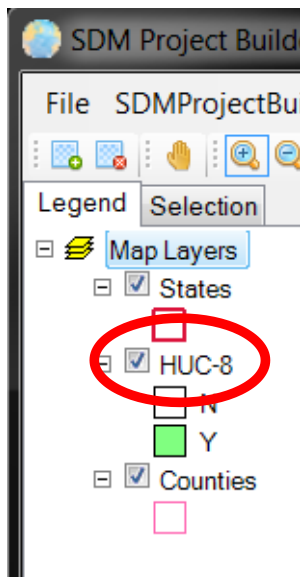 SDM Project Build
File SDMProjectBui
Legend Selection
Map Layers
States
HUC-8
N
Y
Counties